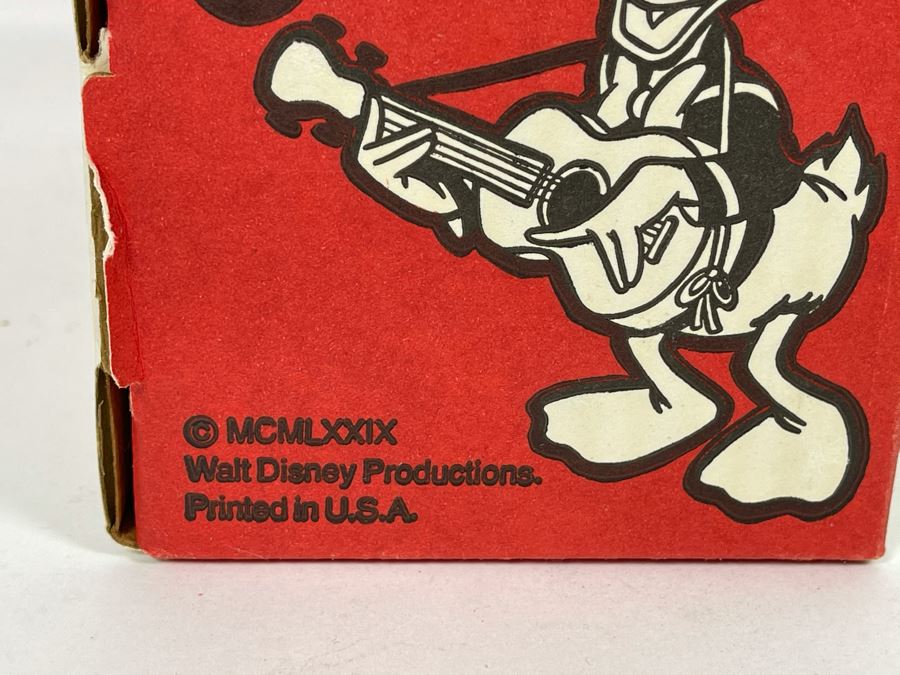 © MCMLXXIX
Walt Disney Productions.
Printed in U.S.A.